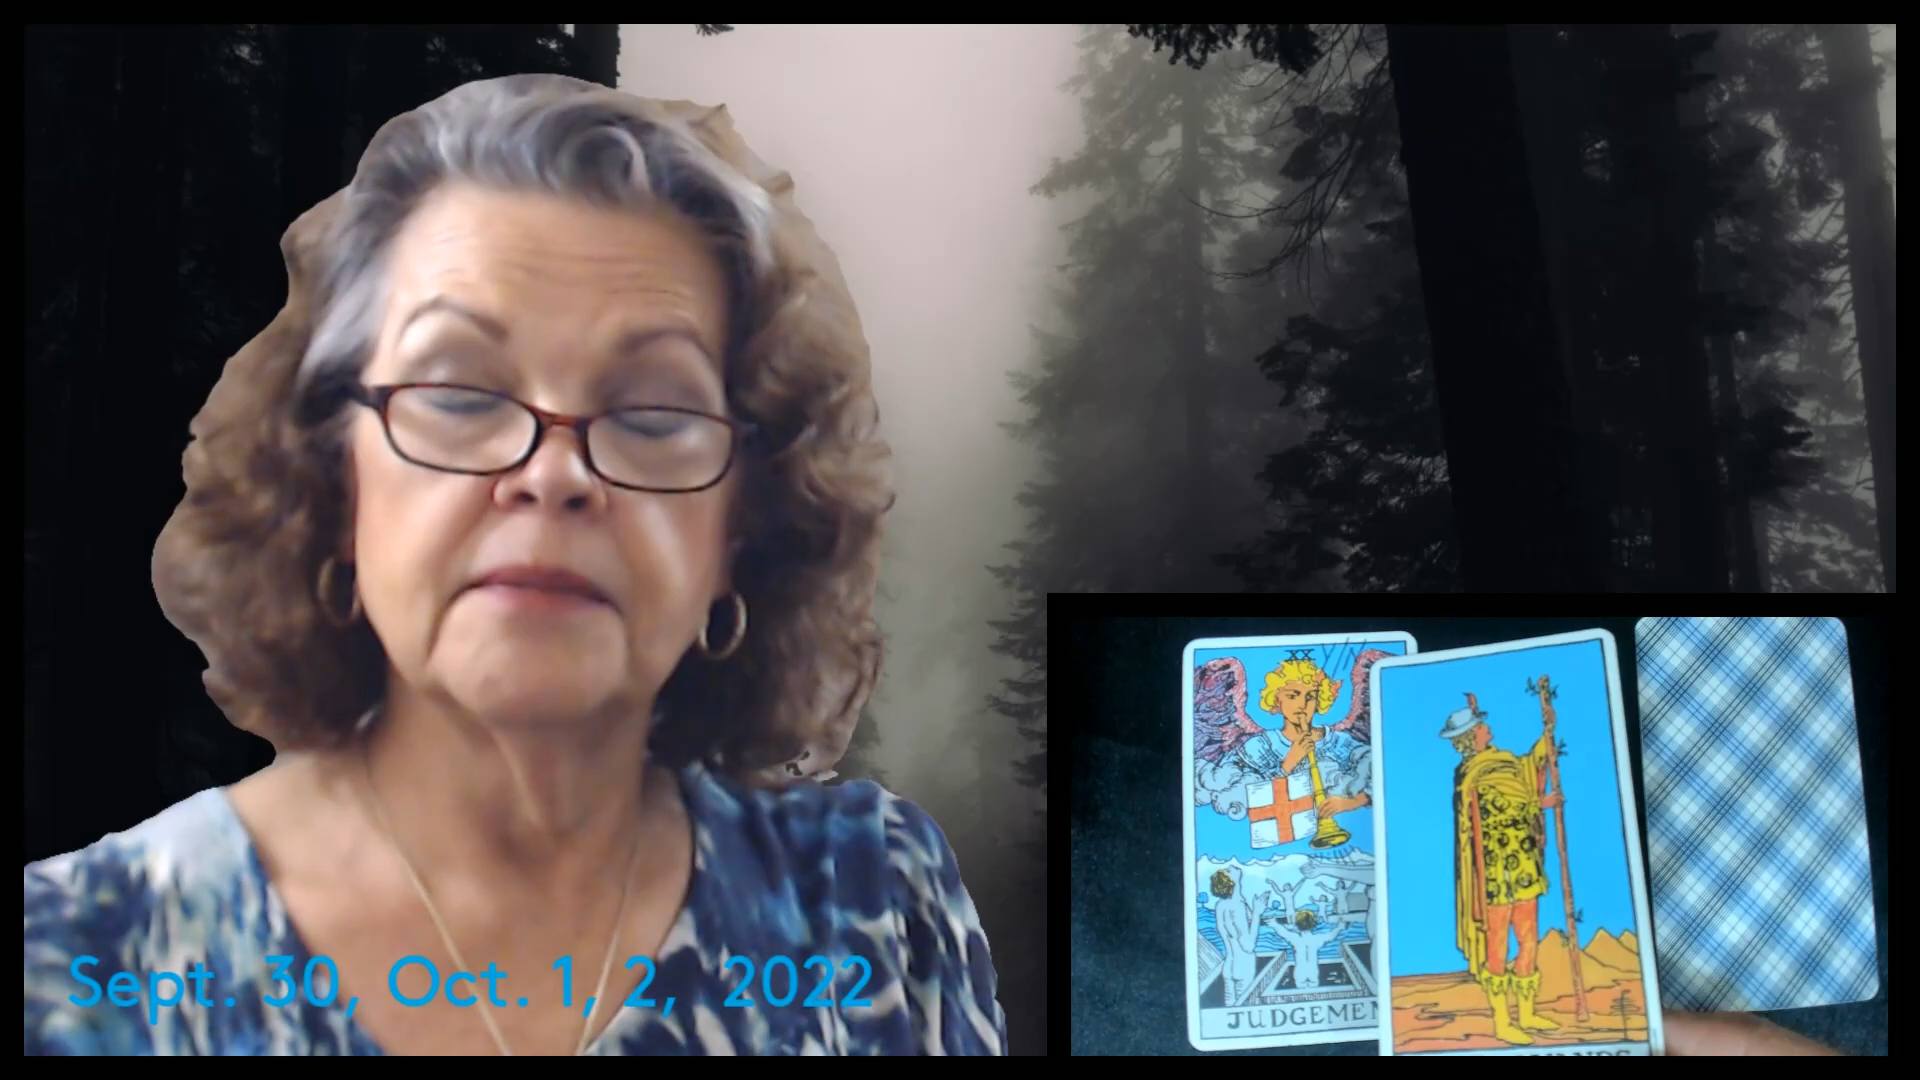 Sept. 30, Oct. 1, 2,  2022
XX
JUDGEMEN